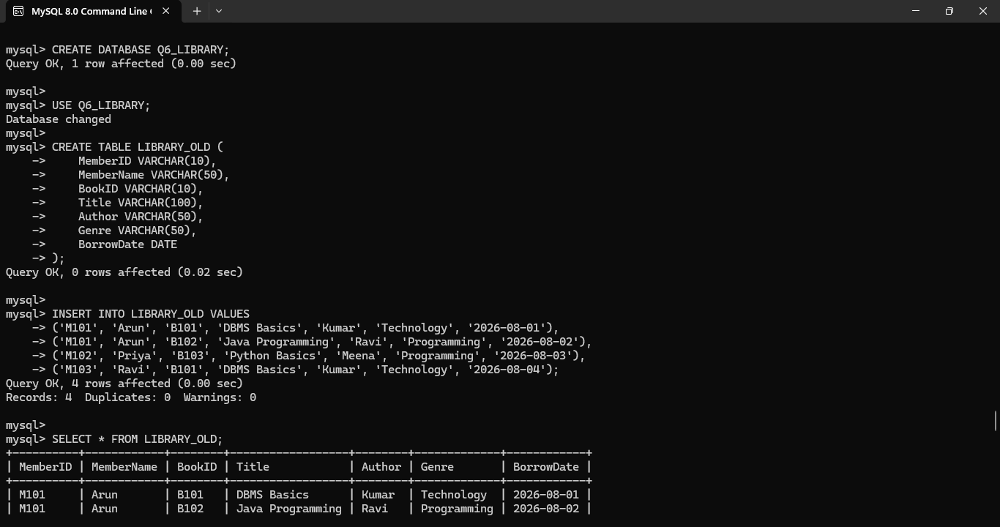 MySQL 8.0 Command Line
mysql> CREATE DATABASE Q6_LIBRARY;
Query OK, 1 row affected (0.00 sec)
mysql>
mysql> USE Q6_LIBRARY;
Database changed
mysql>
mysql> CREATE TABLE LIBRARY_OLD (
    ->     MemberID VARCHAR(10),
    ->     MemberName VARCHAR(50),
    ->     BookID VARCHAR(10),
    ->     Title VARCHAR(100),
    ->     Author VARCHAR(50),
    ->     Genre VARCHAR(50),
    ->     BorrowDate DATE
    -> );
Query OK, 0 rows affected (0.02 sec)
mysql>
mysql> INSERT INTO LIBRARY_OLD VALUES
    -> ('M101', 'Arun', 'B101', 'DBMS Basics', 'Kumar', 'Technology', '2026-08-01'),
    -> ('M101', 'Arun', 'B102', 'Java Programming', 'Ravi', 'Programming', '2026-08-02'),
    -> ('M102', 'Priya', 'B103', 'Python Basics', 'Meena', 'Programming', '2026-08-03'),
    -> ('M103', 'Ravi', 'B101', 'DBMS Basics', 'Kumar', 'Technology', '2026-08-04');
Query OK, 4 rows affected (0.00 sec)
Records: 4  Duplicates: 0  Warnings: 0
mysql>
mysql> SELECT * FROM LIBRARY_OLD;
+----------+------------+--------+------------------+--------+-------------+------------+
| MemberID | MemberName | BookID | Title            | Author | Genre       | BorrowDate |
+----------+------------+--------+------------------+--------+-------------+------------+
| M101     | Arun       | B101   | DBMS Basics      | Kumar  | Technology  | 2026-08-01 |
| M101     | Arun       | B102   | Java Programming | Ravi   | Programming | 2026-08-02 |